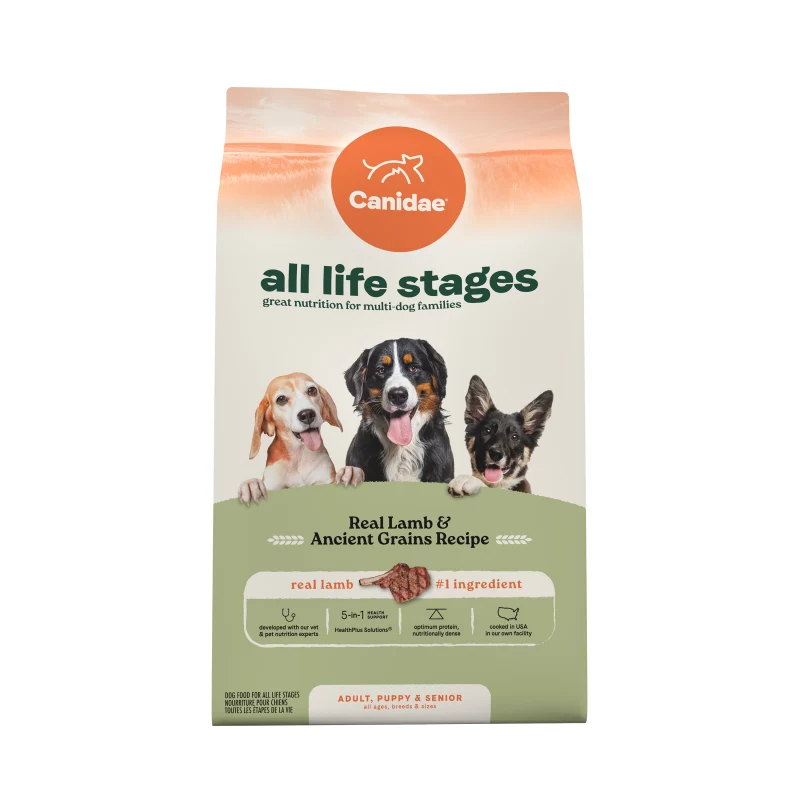 Canidae®
all life stages
great nutrition for multi-dog families
Real Lamb &
Ancient Grains Recipe
real lamb #1 ingredient
developed with our vet
& pet nutrition experts
5-in-1 HEALTH SUPPORT
HealthPlus Solutions®
optimum protein,
nutritionally dense
cooked in USA
in our own facility
DOG FOOD FOR ALL LIFE STAGES
NOURRITURE POUR CHIENS
TOUTES LES ÉTAPES DE LA VIE
ADULT, PUPPY & SENIOR
all ages, breeds & sizes